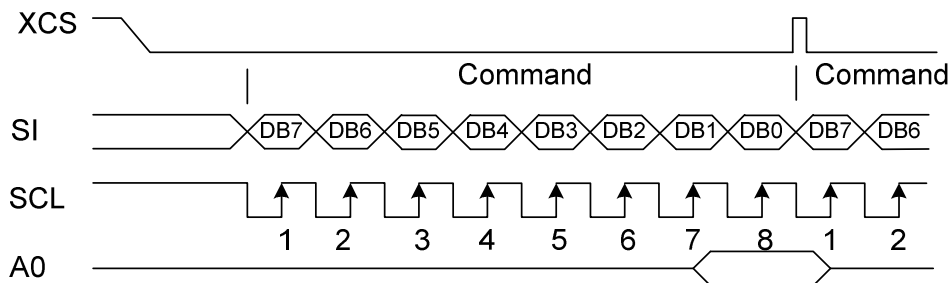 XCS
Command Command
SI DB7 DB6 DB5 DB4 DB3 DB2 DB1 DB0 DB7 DB6
SCL
1 2 3 4 5 6 7 8 1 2
A0